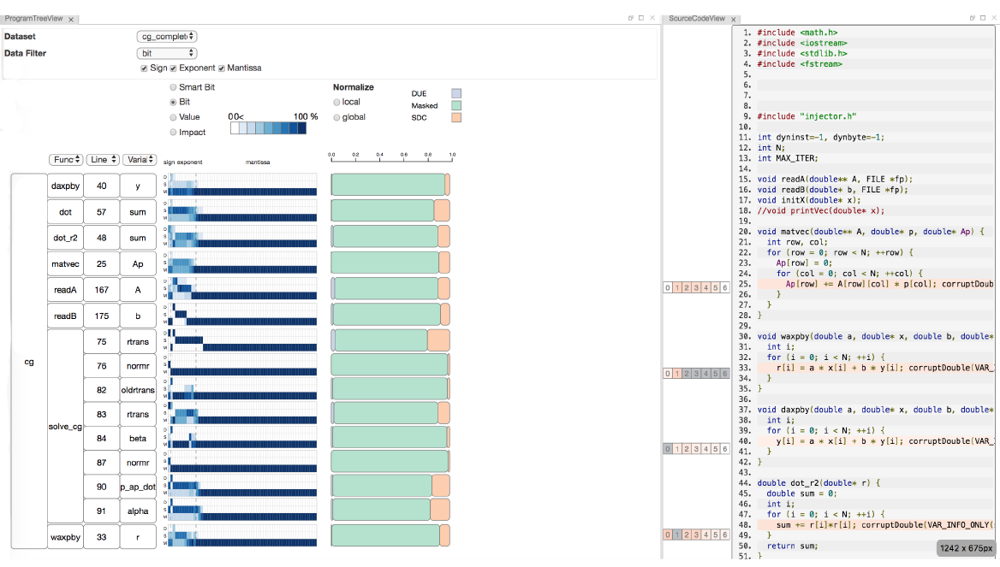 ProgramTreeView x
Dataset cg_complet
Data Filter bit
Sign Exponent Mantissa
Smart Bit
Bit
Value
Impact
0 0< 100 %
Normalize
local
global
DUE
Masked
SDC
Func Line Varial sign exponent mantissa
0.0 0.2 0.4 0.6 0.8 1.0
cg
daxpby 40 y D S M
dot 57 sum D S M
dot_r2 48 sum D S M
matvec 25 Ap D S M
readA 167 A D S M
readB 175 b D S M
solve_cg
75 rtrans D S M
76 normr D S M
82 oldrtrans D S M
83 rtrans D S M
84 beta D S M
87 normr D S M
90 p_ap_dot D S M
91 alpha D S M
waxpby 33 r D S M
SourceCodeView x
1. #include <math.h>
2. #include <iostream>
3. #include <stdlib.h>
4. #include <fstream>
5.
6.
7.
8.
9. #include "injector.h"
10.
11. int dyninst=-1, dynbyte=-1;
12. int N;
13. int MAX_ITER;
14.
15. void readA(double** A, FILE *fp);
16. void readB(double* b, FILE *fp);
17. void initX(double* x);
18. //void printVec(double* x);
19.
20. void matvec(double** A, double* p, double* Ap) {
21. int row, col;
22. for (row = 0; row < N; ++row) {
23. Ap[row] = 0;
24. for (col = 0; col < N; ++col) {
0 1 2 3 4 5 6 25. Ap[row] += A[row][col] * p[col]; corruptDoub
26. }
27. }
28. }
29.
30. void waxpby(double a, double* x, double b, double*
31. int i;
32. for (i = 0; i < N; ++i) {
0 1 2 3 4 5 6 33. r[i] = a * x[i] + b * y[i]; corruptDouble(VAR_
34. }
35. }
36.
37. void daxpby(double a, double* x, double b, double*
38. int i;
39. for (i = 0; i < N; ++i) {
0 1 2 3 4 5 6 40. y[i] = a * x[i] + b * y[i]; corruptDouble(VAR_
41. }
42. }
43.
44. double dot_r2(double* r) {
45. double sum = 0;
46. int i;
47. for (i = 0; i < N; ++i) {
0 1 2 3 4 5 6 48. sum += r[i]*r[i]; corruptDouble(VAR_INFO_ONLY(
49. }
50. return sum;
51. }
1242 x 675px